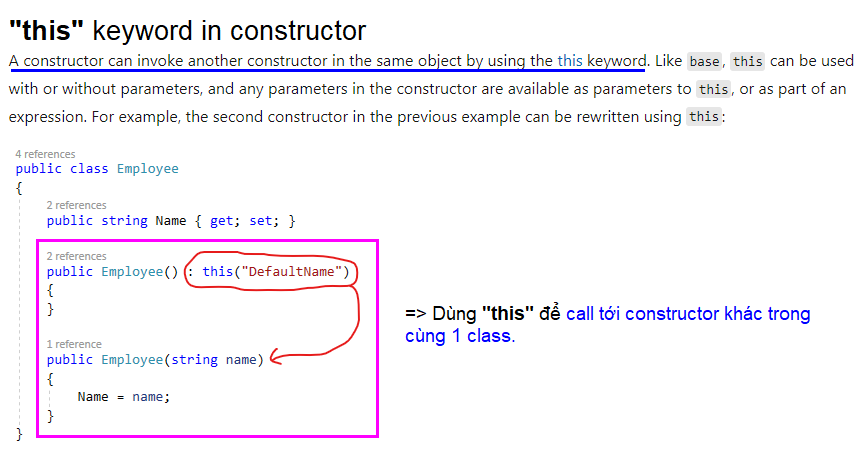 "this" keyword in constructor
A constructor can invoke another constructor in the same object by using the this keyword. Like base, this can be used
with or without parameters, and any parameters in the constructor are available as parameters to this, or as part of an
expression. For example, the second constructor in the previous example can be rewritten using this:
4 references
public class Employee
{
2 references
public string Name { get; set; }
2 references
public Employee() : this("DefaultName")
{
}
=> Dùng "this" để call tới constructor khác trong
cùng 1 class.
1 reference
public Employee(string name)
{
Name = name;
}
}